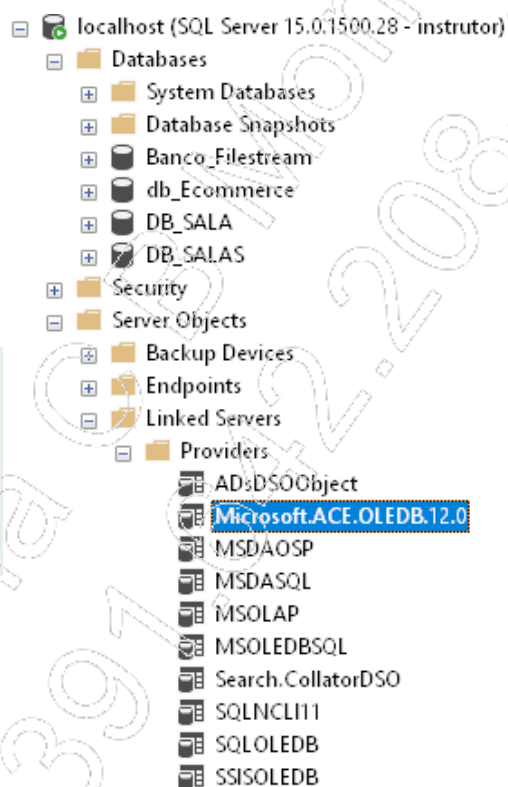 localhost (SQL Server 15.0.1500.28 - instrutor)
Databases
System Databases
Database Snapshots
Banco_Filestream
db_Ecommerce
DB_SALA
DB_SALAS
Security
Server Objects
Backup Devices
Endpoints
Linked Servers
Providers
ADsDSOObject
Microsoft.ACE.OLEDB.12.0
MSDAOSP
MSDASQL
MSOLAP
MSOLEDBSQL
Search.CollatorDSO
SQLNCLI11
SQLOLEDB
SSISOLEDB